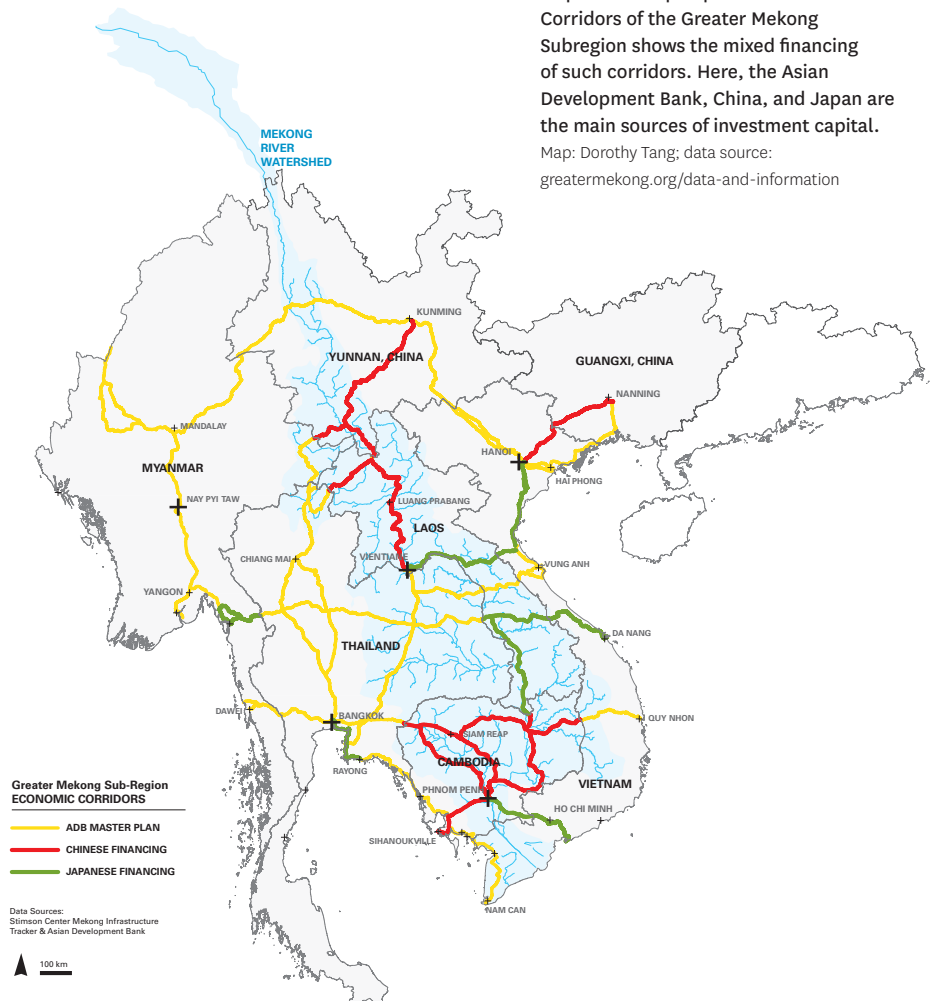 Corridors of the Greater Mekong
Subregion shows the mixed financing
of such corridors. Here, the Asian
Development Bank, China, and Japan are
the main sources of investment capital.
Map: Dorothy Tang; data source:
greatermekong.org/data-and-information
MEKONG
RIVER
WATERSHED
KUNMING
YUNNAN, CHINA
GUANGXI, CHINA
NANNING
MANDALAY
HANOI
MYANMAR
HAI PHONG
NAY PYI TAW
LUANG PRABANG
LAOS
CHIANG MAI
VIENTIANE
VUNG ANH
YANGON
DA NANG
THAILAND
DAWEI
BANGKOK
QUY NHON
SIAM REAP
CAMBODIA
RAYONG
VIETNAM
PHNOM PENH
HO CHI MINH
SIHANOUKVILLE
NAM CAN
Greater Mekong Sub-Region
ECONOMIC CORRIDORS
ADB MASTER PLAN
CHINESE FINANCING
JAPANESE FINANCING
Data Sources:
Stimson Center Mekong Infrastructure
Tracker & Asian Development Bank
100 km